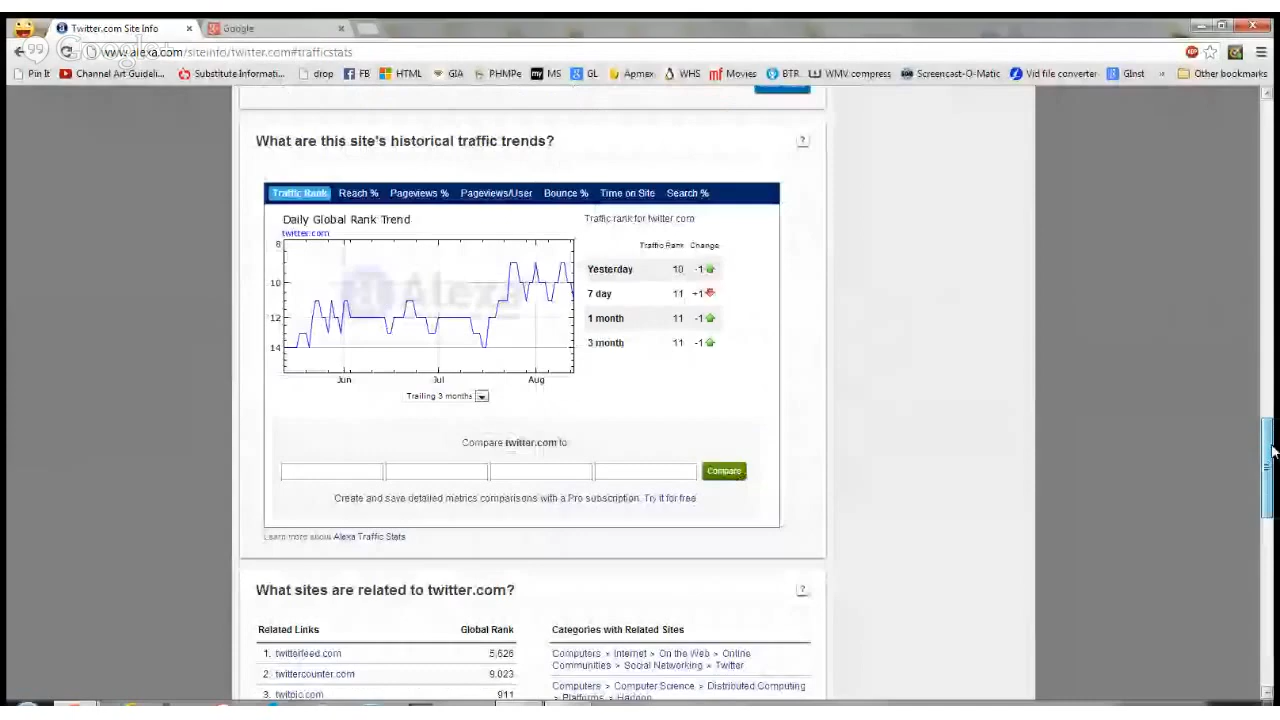 Twitter.com Site Info
Google
99 Google+
www.alexa.com/siteinfo/twitter.com#trafficstats
Pin It Channel Art Guideli... Substitute Informati... drop FB HTML GIA PHMPe MS GL Apmex WHS Movies BTR WMV compress Screencast-O-Matic Vid file converter GInst » Other bookmarks
What are this site's historical traffic trends? ?
Traffic Rank Reach % Pageviews % Pageviews/User Bounce % Time on Site Search %
Daily Global Rank Trend
twitter.com
8
10
12
14
Jun Jul Aug
Alexa
Trailing 3 months
Traffic rank for twitter.com
Traffic Rank Change
Yesterday 10 -1
7 day 11 +1
1 month 11 -1
3 month 11 -1
Compare twitter.com to
Compare
Create and save detailed metrics comparisons with a Pro subscription. Try it for free
Learn more about Alexa Traffic Stats
What sites are related to twitter.com? ?
Related Links Global Rank
1. twitterfeed.com 5,626
2. twittercounter.com 9,023
3. twitpic.com 911
Categories with Related Sites
Computers > Internet > On the Web > Online
Communities > Social Networking > Twitter
Computers > Computer Science > Distributed Computing
> Platforms > Hadoop